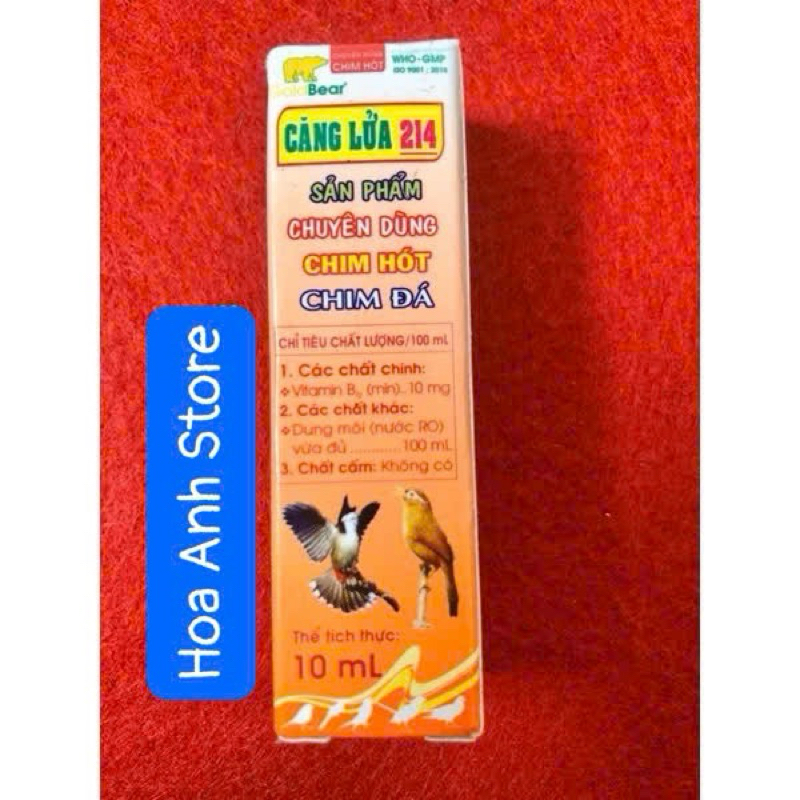 CHUYÊN DÙNG
CHIM HÓT
WHO-GMP
ISO 9001 : 2015
GoldBear®
CĂNG LỬA 214
SẢN PHẨM
CHUYÊN DÙNG
CHIM HÓT
CHIM ĐÁ
CHỈ TIÊU CHẤT LƯỢNG/100 mL
1. Các chất chính:
❖Vitamin B₅ (min). 10 mg
2. Các chất khác:
❖Dung môi (nước RO)
vừa đủ ............ 100 mL
3. Chất cấm: Không có
Thể tích thực:
10 mL
Hoa Anh Store